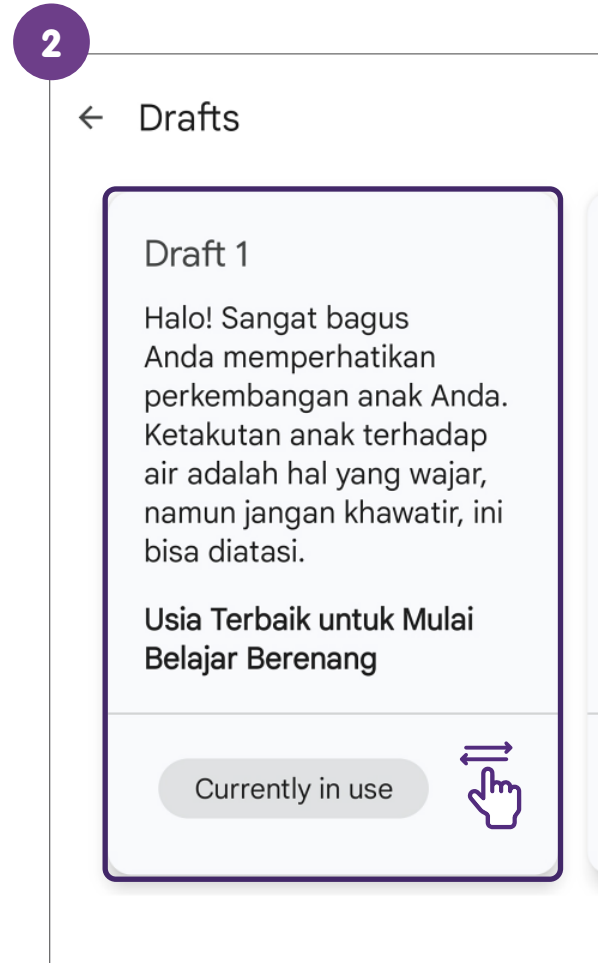 2
Drafts
Draft 1
Halo! Sangat bagus
Anda memperhatikan
perkembangan anak Anda.
Ketakutan anak terhadap
air adalah hal yang wajar,
namun jangan khawatir, ini
bisa diatasi.
Usia Terbaik untuk Mulai
Belajar Berenang
Currently in use